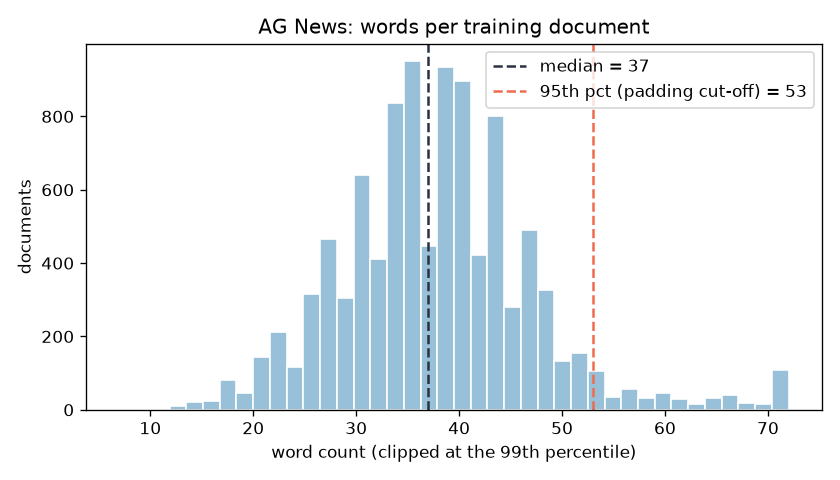 AG News: words per training document
median = 37
95th pct (padding cut-off) = 53
documents
800
600
400
200
0
10 20 30 40 50 60 70
word count (clipped at the 99th percentile)